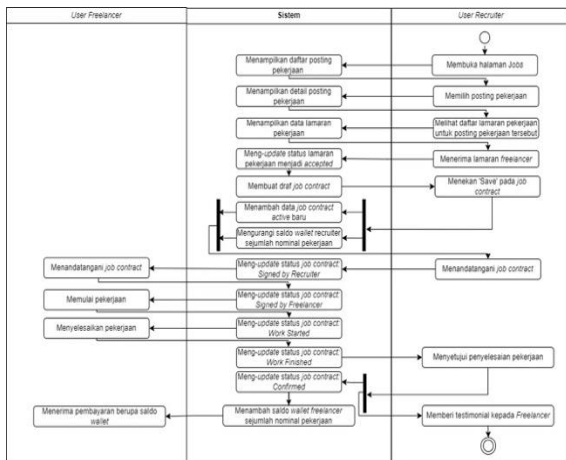 User Freelancer
Sistem
User Recruiter
Membuka halaman Jobs
Menampilkan daftar posting
pekerjaan
Memilih posting pekerjaan
Menampilkan detail posting
pekerjaan
Melihat daftar lamaran pekerjaan
untuk posting pekerjaan tersebut
Menampilkan data lamaran
pekerjaan
Menerima lamaran freelancer
Meng-update status lamaran
pekerjaan menjadi accepted
Membuat draf job contract
Menekan 'Save' pada job
contract
Menambah data job contract
active baru
Mengurangi saldo wallet recruiter
sejumlah nominal pekerjaan
Menandatangani job contract
Meng-update status job contract:
Signed by Recruiter
Menandatangani job contract
Meng-update status job contract:
Signed by Freelancer
Memulai pekerjaan
Meng-update status job contract:
Work Started
Menyelesaikan pekerjaan
Meng-update status job contract:
Work Finished
Menyetujui penyelesaian pekerjaan
Meng-update status job contract:
Confirmed
Menambah saldo wallet freelancer
sejumlah nominal pekerjaan
Menerima pembayaran berupa saldo
wallet
Memberi testimonial kepada Freelancer